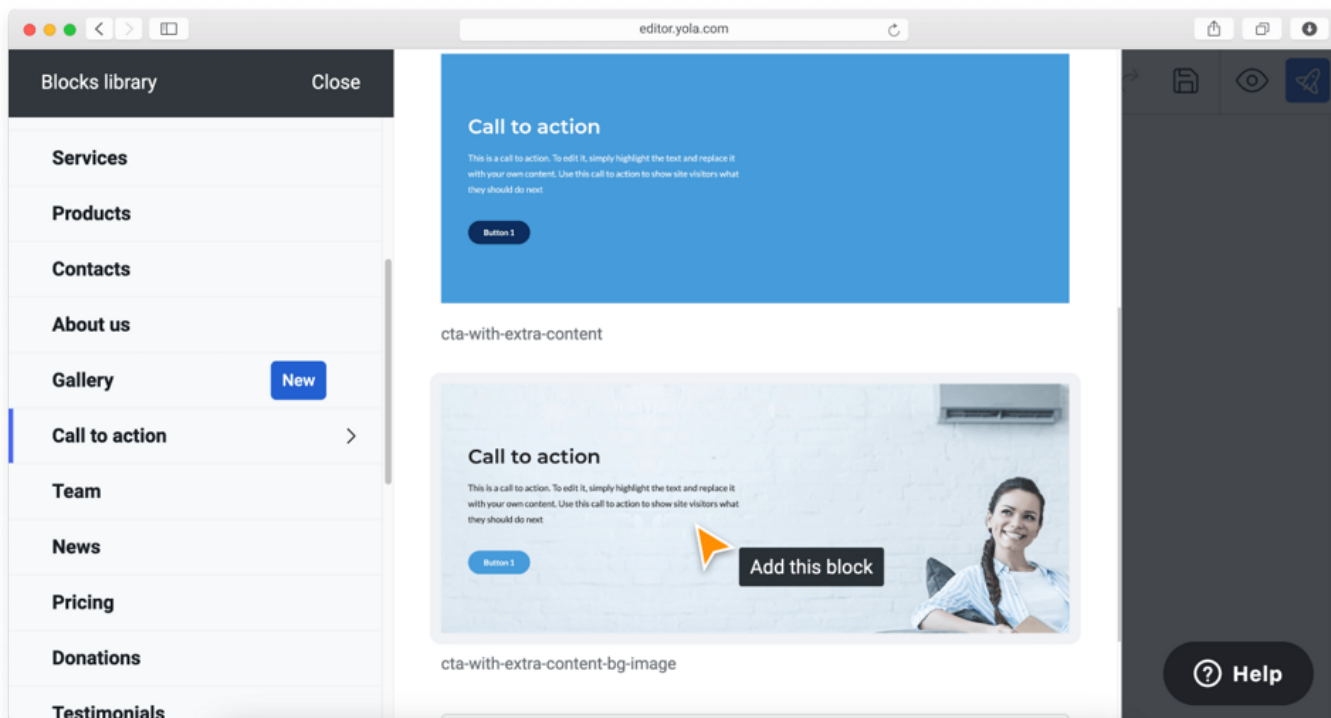 editor.yola.com
Blocks library
Close
Services
Products
Contacts
About us
Gallery
New
Call to action
Team
News
Pricing
Donations
Testimonials
Call to action
This is a call to action. To edit it, simply highlight the text and replace it
with your own content. Use this call to action to show site visitors what
they should do next
Button 1
cta-with-extra-content
Call to action
This is a call to action. To edit it, simply highlight the text and replace it
with your own content. Use this call to action to show site visitors what
they should do next
Button 1
Add this block
cta-with-extra-content-bg-image
? Help